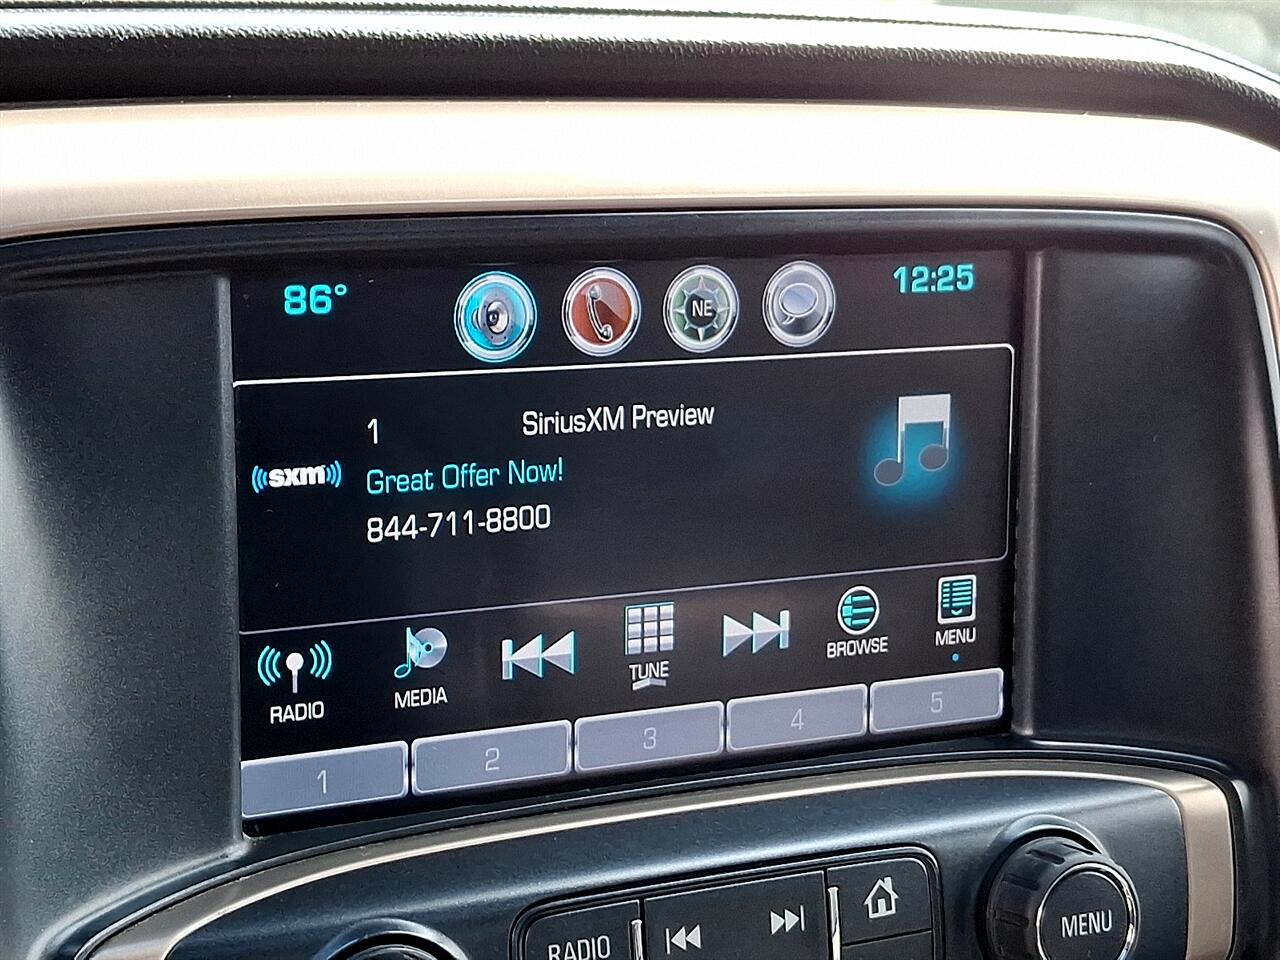 86°
NE
12:25
1
SiriusXM Preview
sxm
Great Offer Now!
844-711-8800
RADIO
MEDIA
TUNE
BROWSE
MENU
1
2
3
4
5
RADIO
MENU